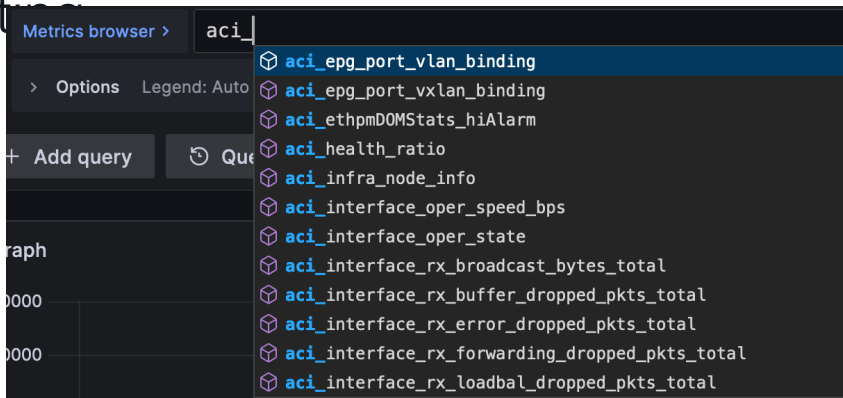 Metrics browser >
aci_
> Options Legend: Auto
+ Add query
Que
raph
0000
0000
aci_epg_port_vlan_binding
aci_epg_port_vxlan_binding
aci_ethpmDOMStats_hiAlarm
aci_health_ratio
aci_infra_node_info
aci_interface_oper_speed_bps
aci_interface_oper_state
aci_interface_rx_broadcast_bytes_total
aci_interface_rx_buffer_dropped_pkts_total
aci_interface_rx_error_dropped_pkts_total
aci_interface_rx_forwarding_dropped_pkts_total
aci_interface_rx_loadbal_dropped_pkts_total